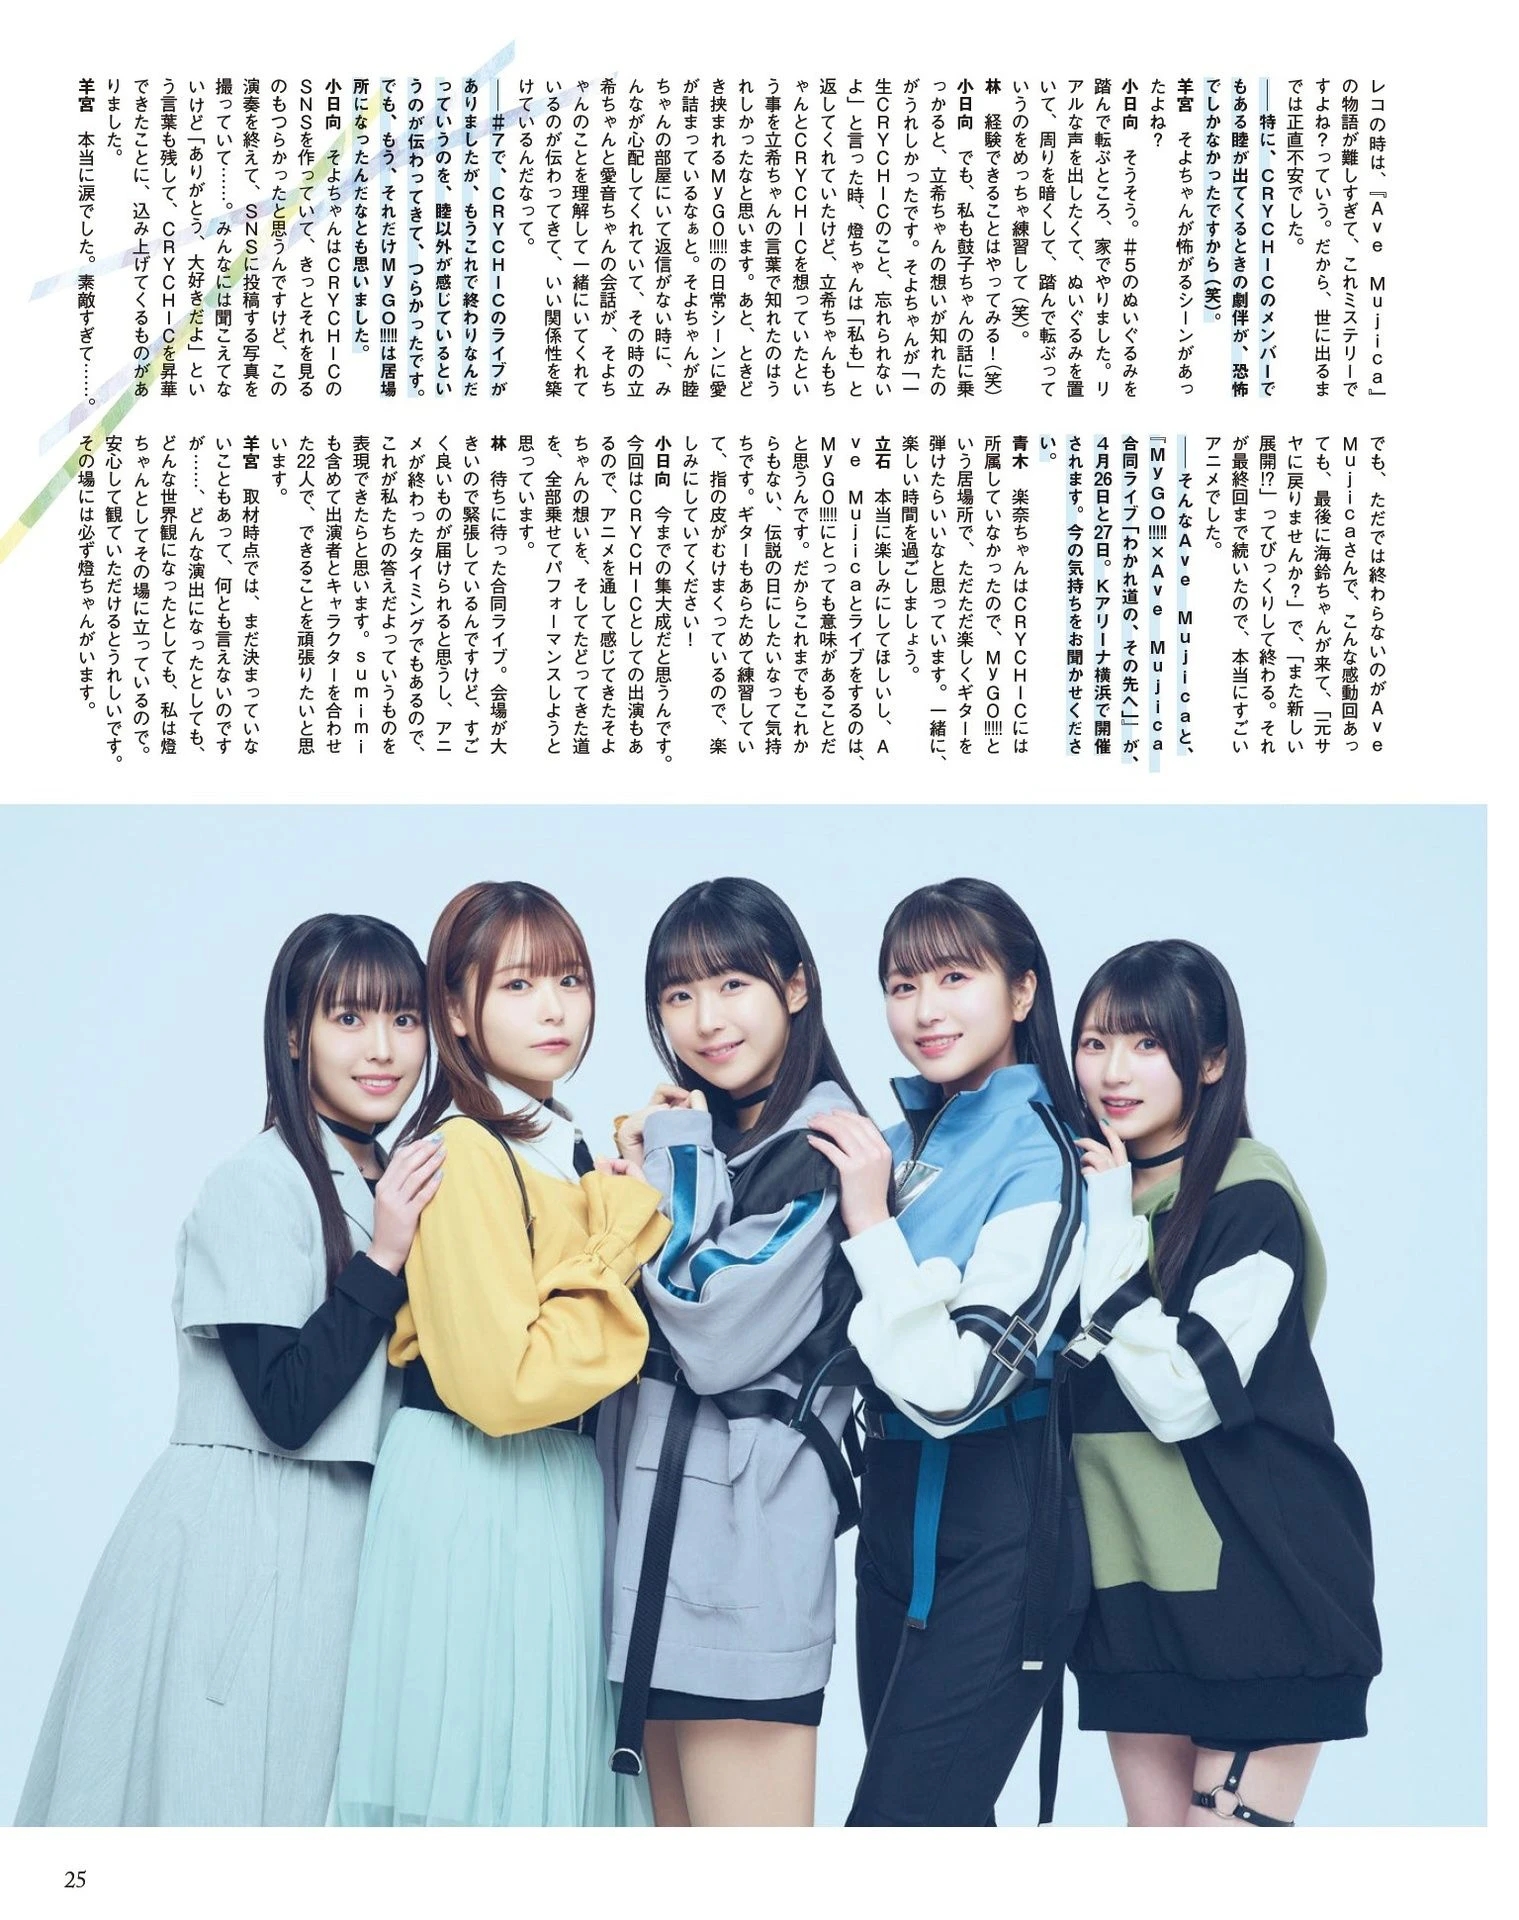 レコの時は、『Ave Mujica』
の物語が難しすぎて、これミステリーで
すよね?っていう。だから、世に出るま
では正直不安でした。
――特に、CRYCHICのメンバーで
もある睦が出てくるときの劇伴が、恐怖
でしかなかったですから(笑)。
羊宮 そよちゃんが怖がるシーンがあっ
たよね?
小日向 そうそう。#5のぬいぐるみを
踏んで転ぶところ、家でやりました。リ
アルな声を出したくて、ぬいぐるみを置
いて、周りを暗くして、踏んで転ぶって
いうのをめっちゃ練習して(笑)。
林 経験できることはやってみる!(笑)
小日向 でも、私も鼓子ちゃんの話に乗
っかると、立希ちゃんの想いが知れたの
がうれしかったです。そよちゃんが「一
生CRYCHICのこと、忘れられない
よ」と言った時、燈ちゃんは「私も」と
返してくれていたけど、立希ちゃんもち
ゃんとCRYCHICを想っていたとい
う事を立希ちゃんの言葉で知れたのはう
れしかったなと思います。あと、ときど
き挟まれるMyGO!!!!!の日常シーンに愛
が詰まっているなぁと。そよちゃんが睦
ちゃんの部屋にいて返信がない時に、み
んなが心配してくれていて、その時の立
希ちゃんと愛音ちゃんの会話が、そよち
ゃんのことを理解して一緒にいてくれて
いるのが伝わってきて、いい関係性を築
けているんだなって。
――#7で、CRYCHICのライブが
ありましたが、もうこれで終わりなんだ
っていうのを、睦以外が感じているとい
うのが伝わってきて、つらかったです。
でも、もう、それだけMyGO!!!!!は居場
所になったんだなとも思いました。
小日向 そよちゃんはCRYCHICの
SNSを作っていて、きっとそれを見る
のもつらかったと思うんですけど、この
演奏を終えて、SNSに投稿する写真を
撮っていて……。みんなには聞こえてな
いけど「ありがとう、大好きだよ」とい
う言葉も残して、CRYCHICを昇華
できたことに、込み上げてくるものがあ
りました。
羊宮 本当に涙でした。素敵すぎて……。
でも、ただでは終わらないのがAve
Mujicaさんで、こんな感動回あっ
ても、最後に海鈴ちゃんが来て、「元サ
ヤに戻りませんか?」で、「また新しい
展開!?」ってびっくりして終わる。それ
が最終回まで続いたので、本当にすごい
アニメでした。
――そんなAve Mujicaと、
『MyGO!!!!!×Ave Mujica
合同ライブ「わかれ道の、その先へ」』が、
4月26日と27日。Kアリーナ横浜で開催
されます。今の気持ちをお聞かせくださ
い。
青木 楽奈ちゃんはCRYCHICには
所属していなかったので、MyGO!!!!!と
いう居場所で、ただただ楽しくギターを
弾けたらいいなと思っています。一緒に、
楽しい時間を過ごしましょう。
立石 本当に楽しみにしてほしいし、A
ve Mujicaとライブをするのは、
MyGO!!!!!にとっても意味があることだ
と思うんです。だからこれまでもこれか
らもない、伝説の日にしたいなって気持
ちです。ギターもあらためて練習してい
て、指の皮がむけまくっているので、楽
しみにしていてください!
小日向 今までの集大成だと思うんです。
今回はCRYCHICとしての出演もあ
るので、アニメを通して感じてきたそよ
ちゃんの想いを、そしてたどってきた道
を、全部乗せてパフォーマンスしようと
思っています。
林 待ちに待った合同ライブ。会場が大
きいので緊張しているんですけど、すご
く良いものが届けられると思うし、アニ
メが終わったタイミングでもあるので、
これが私たちの答えだよっていうものを
表現できたらと思います。sumimi
も含めて出演者とキャラクターを合わせ
た22人で、できることを頑張りたいと思
います。
羊宮 取材時点では、まだ決まっていな
いこともあって、何とも言えないのです
が……、どんな演出になったとしても、
どんな世界観になったとしても、私は燈
ちゃんとしてその場に立っているので。
安心して観ていただけるとうれしいです。
その場には必ず燈ちゃんがいます。
25